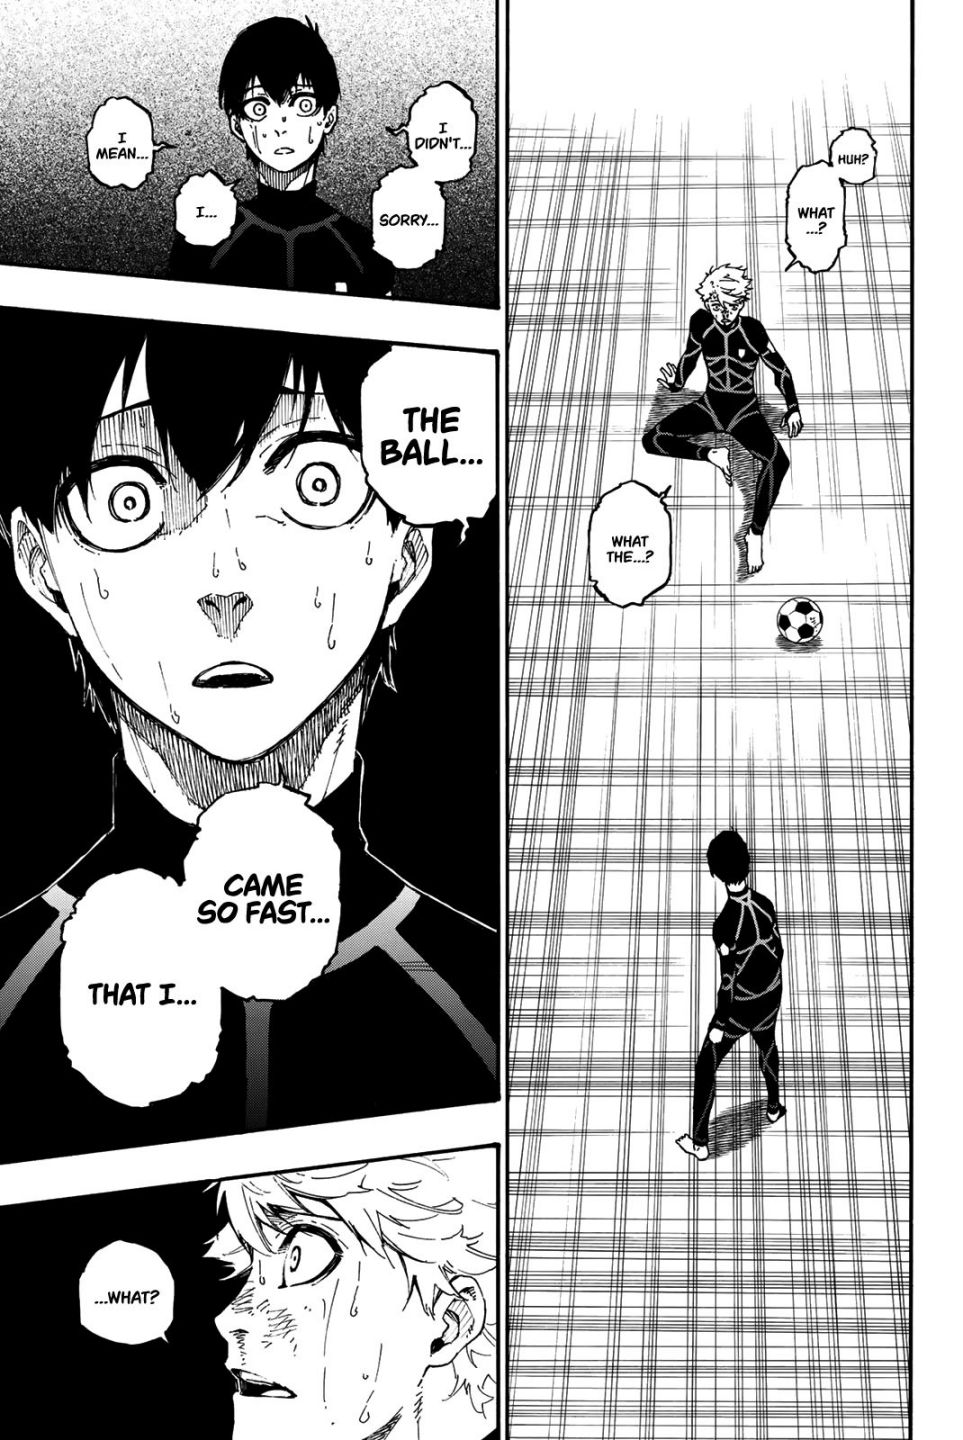 HUH?
WHAT
...?
WHAT
THE...?
I
DIDN'T...
SORRY...
I
MEAN...
I...
THE
BALL...
CAME
SO FAST...
THAT I...
...WHAT?